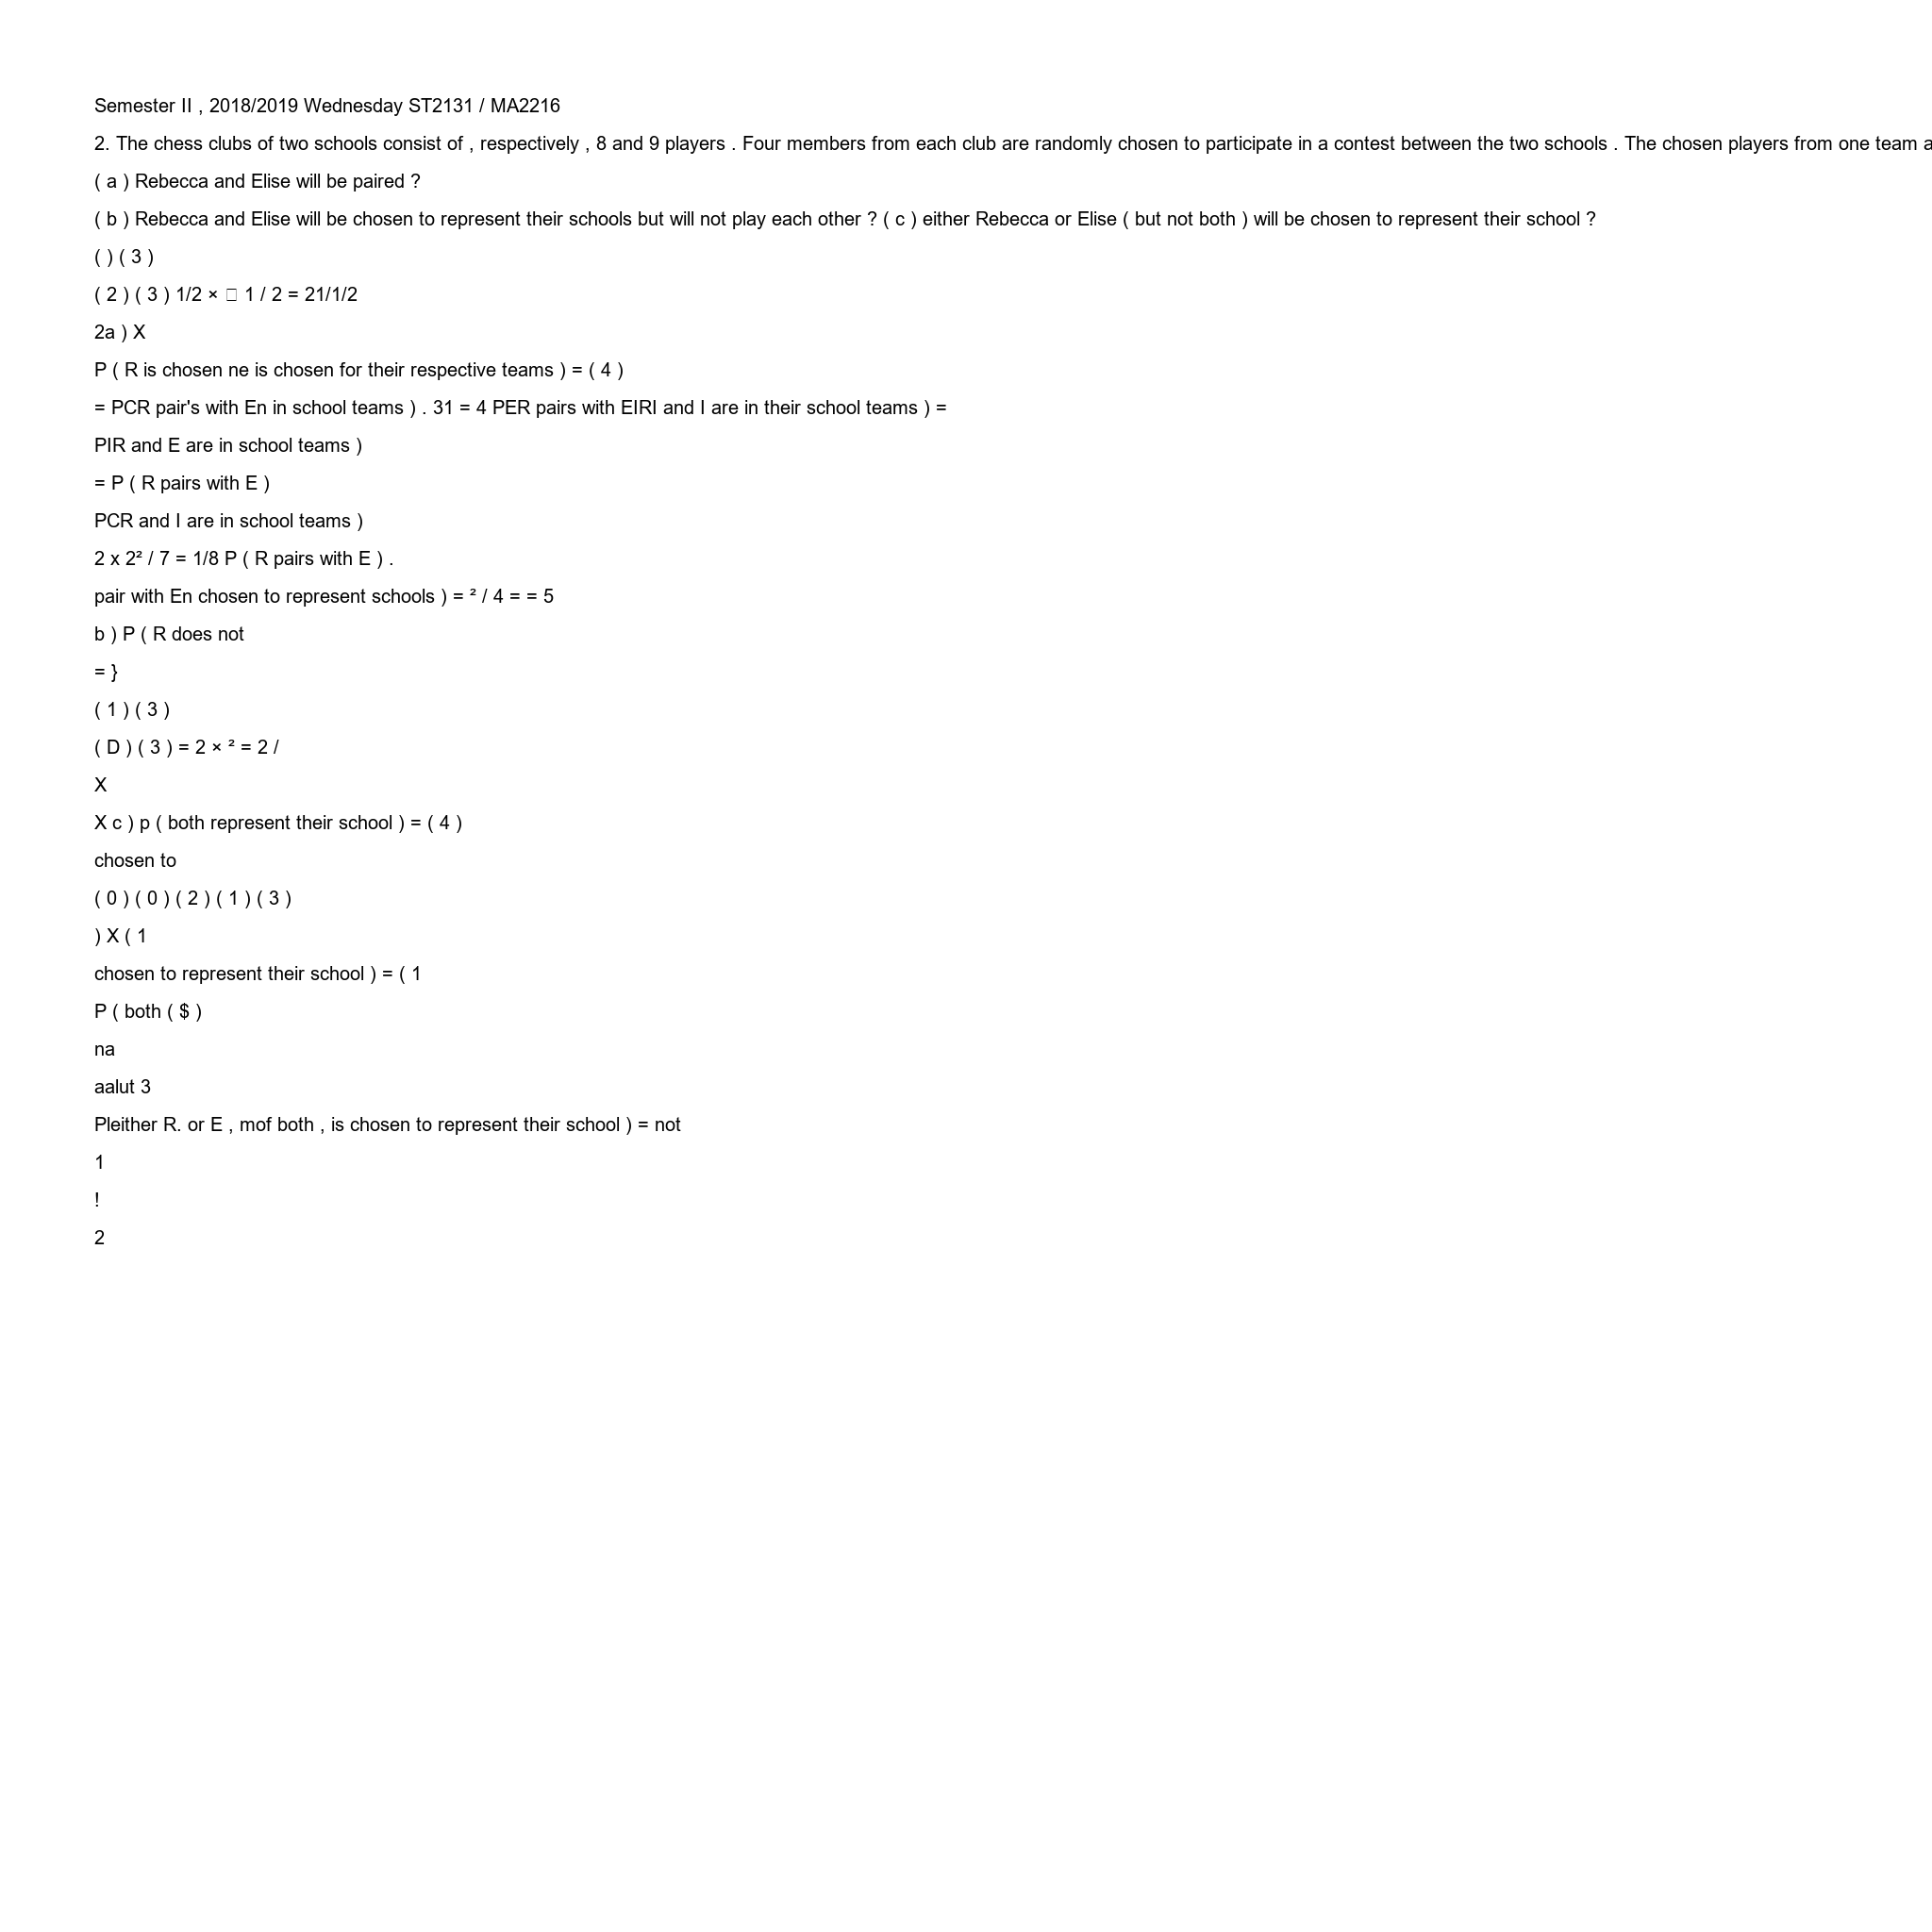 Semester II , 2018/2019 Wednesday ST2131 / MA2216
2. The chess clubs of two schools consist of , respectively , 8 and 9 players . Four members from each club are randomly chosen to participate in a contest between the two schools . The chosen players from one team
( a ) Rebecca and Elise will be paired ?
( b ) Rebecca and Elise will be chosen to represent their schools but will not play each other ? ( c ) either Rebecca or Elise ( but not both ) will be chosen to represent their school ?
( ) ( 3 )
( 2 ) ( 3 ) 1/2 × □ 1 / 2 = 21/1/2
2a ) X
P ( R is chosen ne is chosen for their respective teams ) = ( 4 )
= PCR pair's with En in school teams ) . 31 = 4 PER pairs with EIRI and I are in their school teams ) =
PIR and E are in school teams )
= P ( R pairs with E )
PCR and I are in school teams )
2 x 2² / 7 = 1/8 P ( R pairs with E ) .
pair with En chosen to represent schools ) = ² / 4 = = 5
b ) P ( R does not
= }
( 1 ) ( 3 )
( D ) ( 3 ) = 2 × ² = 2 /
X
X c ) p ( both represent their school ) = ( 4 )
chosen to
( 0 ) ( 0 ) ( 2 ) ( 1 ) ( 3 )
) X ( 1
chosen to represent their school ) = ( 1
P ( both ( $ )
na
aalut 3
Pleither R. or E , mof both , is chosen to represent their school ) = not
1
!
2